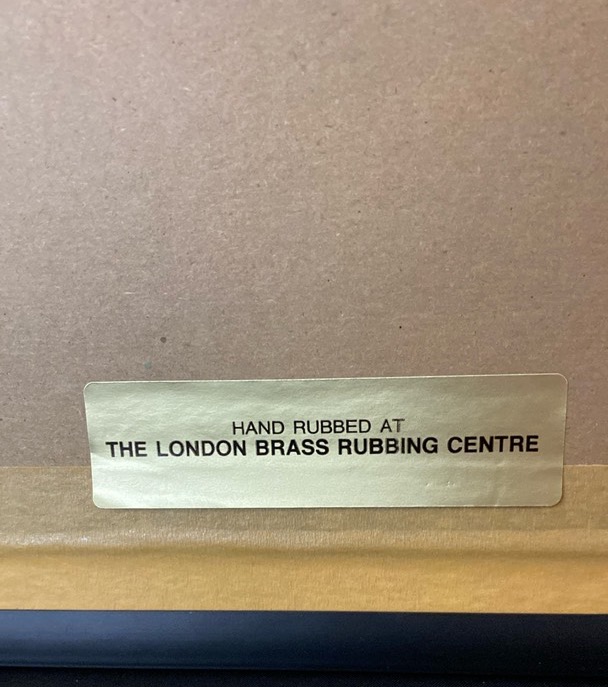 HAND RUBBED AT
THE LONDON BRASS RUBBING CENTRE